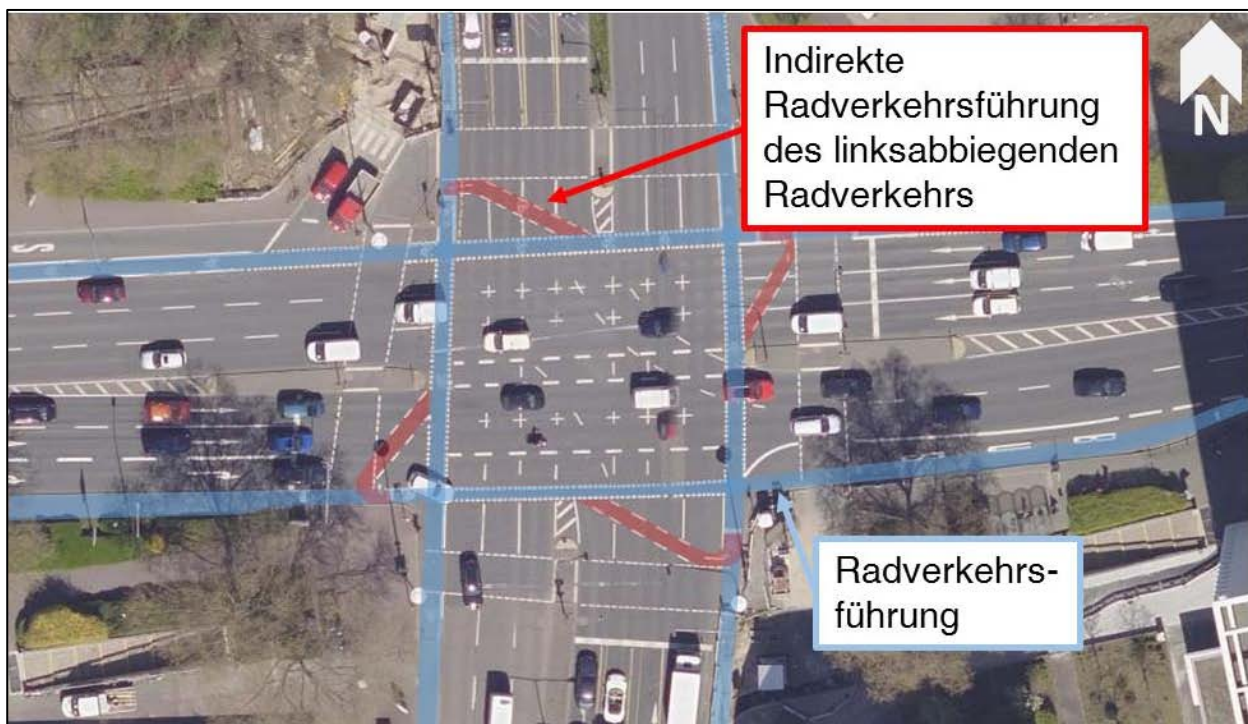 Indirekte
Radverkehrsführung
des linksabbiegenden
Radverkehrs
N
Radverkehrs-
führung